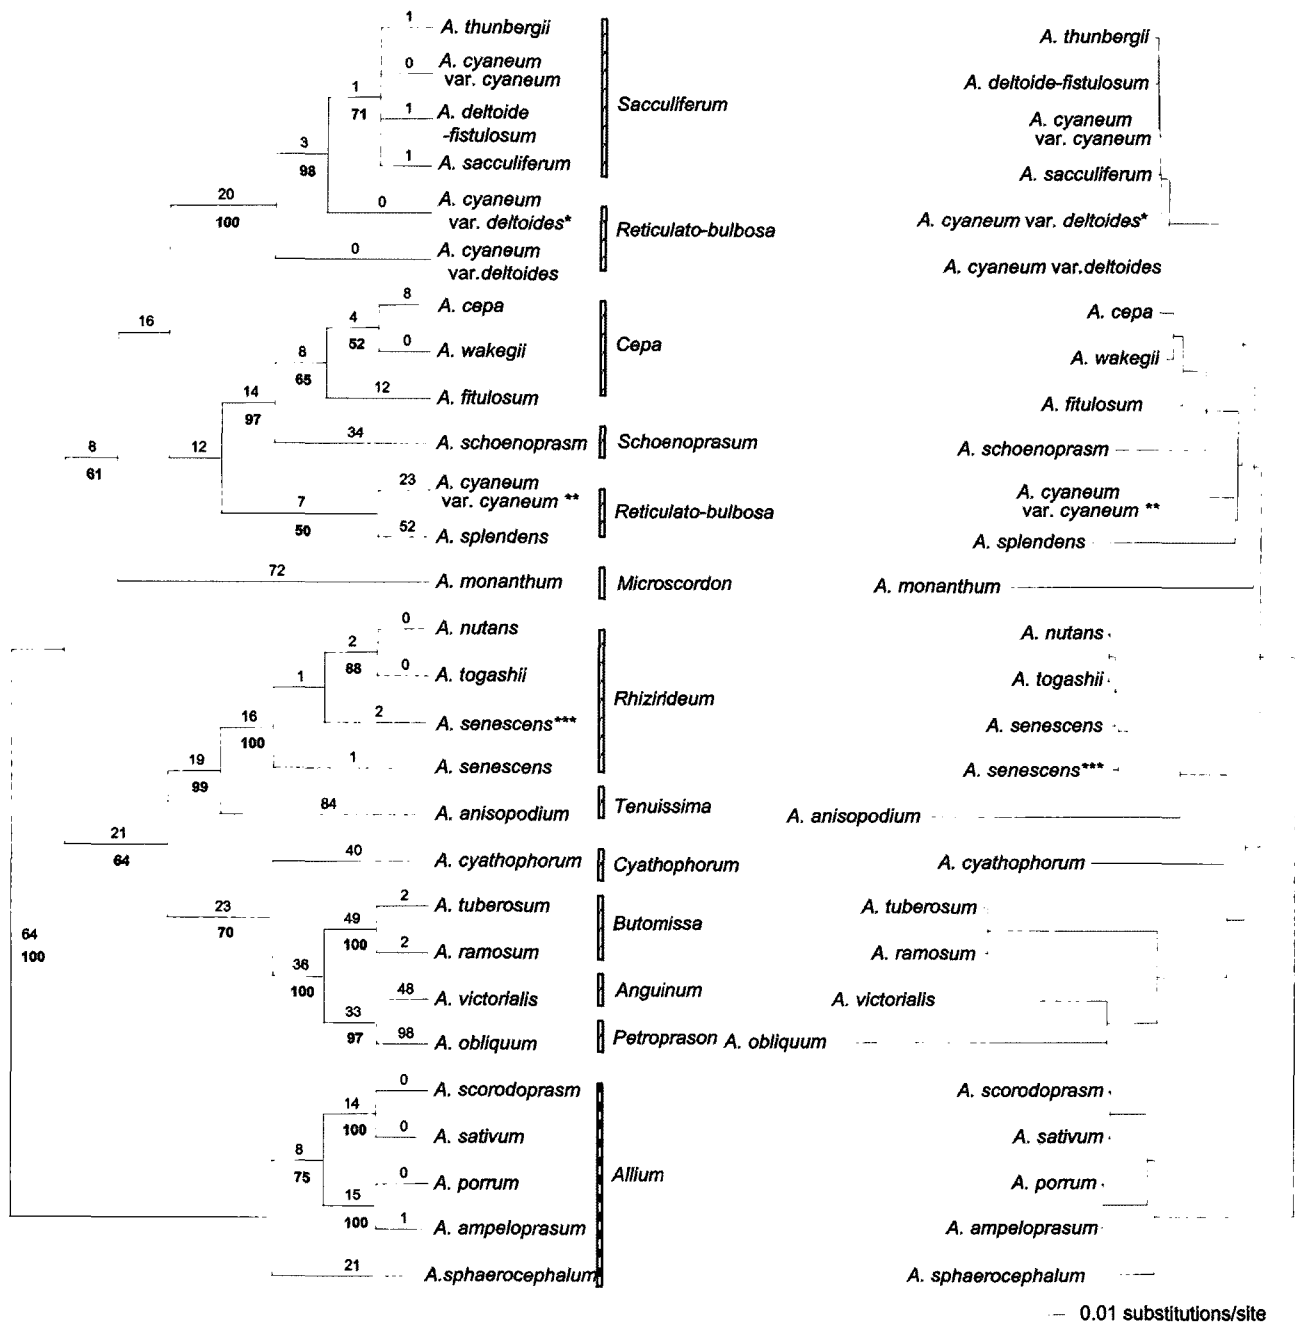 1
A. thunbergii
0
A. cyaneum
var. cyaneum
1
71
1
A. deltoide
-fistulosum
Sacculiferum
3
98
1
A. sacculiferum
20
100
0
A. cyaneum
var. deltoides*
Reticulato-bulbosa
0
A. cyaneum
var.deltoides
16
8
A. cepa
4
52
0
A. wakegii
Cepa
8
65
12
A. fitulosum
14
97
34
A. schoenoprasm
Schoenoprasum
8
61
12
23
A. cyaneum
var. cyaneum **
7
50
52
A. splendens
Reticulato-bulbosa
72
A. monanthum
Microscordon
0
A. nutans
2
88
0
A. togashii
Rhizirideum
1
2
A. senescens***
16
100
1
A. senescens
19
99
84
A. anisopodium
Tenuissima
21
64
40
A. cyathophorum
Cyathophorum
23
70
2
A. tuberosum
49
100
2
A. ramosum
Butomissa
64
100
36
100
48
A. victorialis
Anguinum
33
97
98
A. obliquum
Petroprason
0
A. scorodoprasm
14
100
0
A. sativum
8
75
0
A. porrum
Allium
15
100
1
A. ampeloprasum
21
A.sphaerocephalum
A. thunbergii
A. deltoide-fistulosum
A. cyaneum
var. cyaneum
A. sacculiferum
A. cyaneum var. deltoides*
A. cyaneum var.deltoides
A. cepa
A. wakegii
A. fitulosum
A. schoenoprasm
A. cyaneum
var. cyaneum **
A. splendens
A. monanthum
A. nutans
A. togashii
A. senescens
A. senescens***
A. anisopodium
A. cyathophorum
A. tuberosum
A. ramosum
A. victorialis
A. obliquum
A. scorodoprasm
A. sativum
A. porrum
A. ampeloprasum
A. sphaerocephalum
0.01 substitutions/site